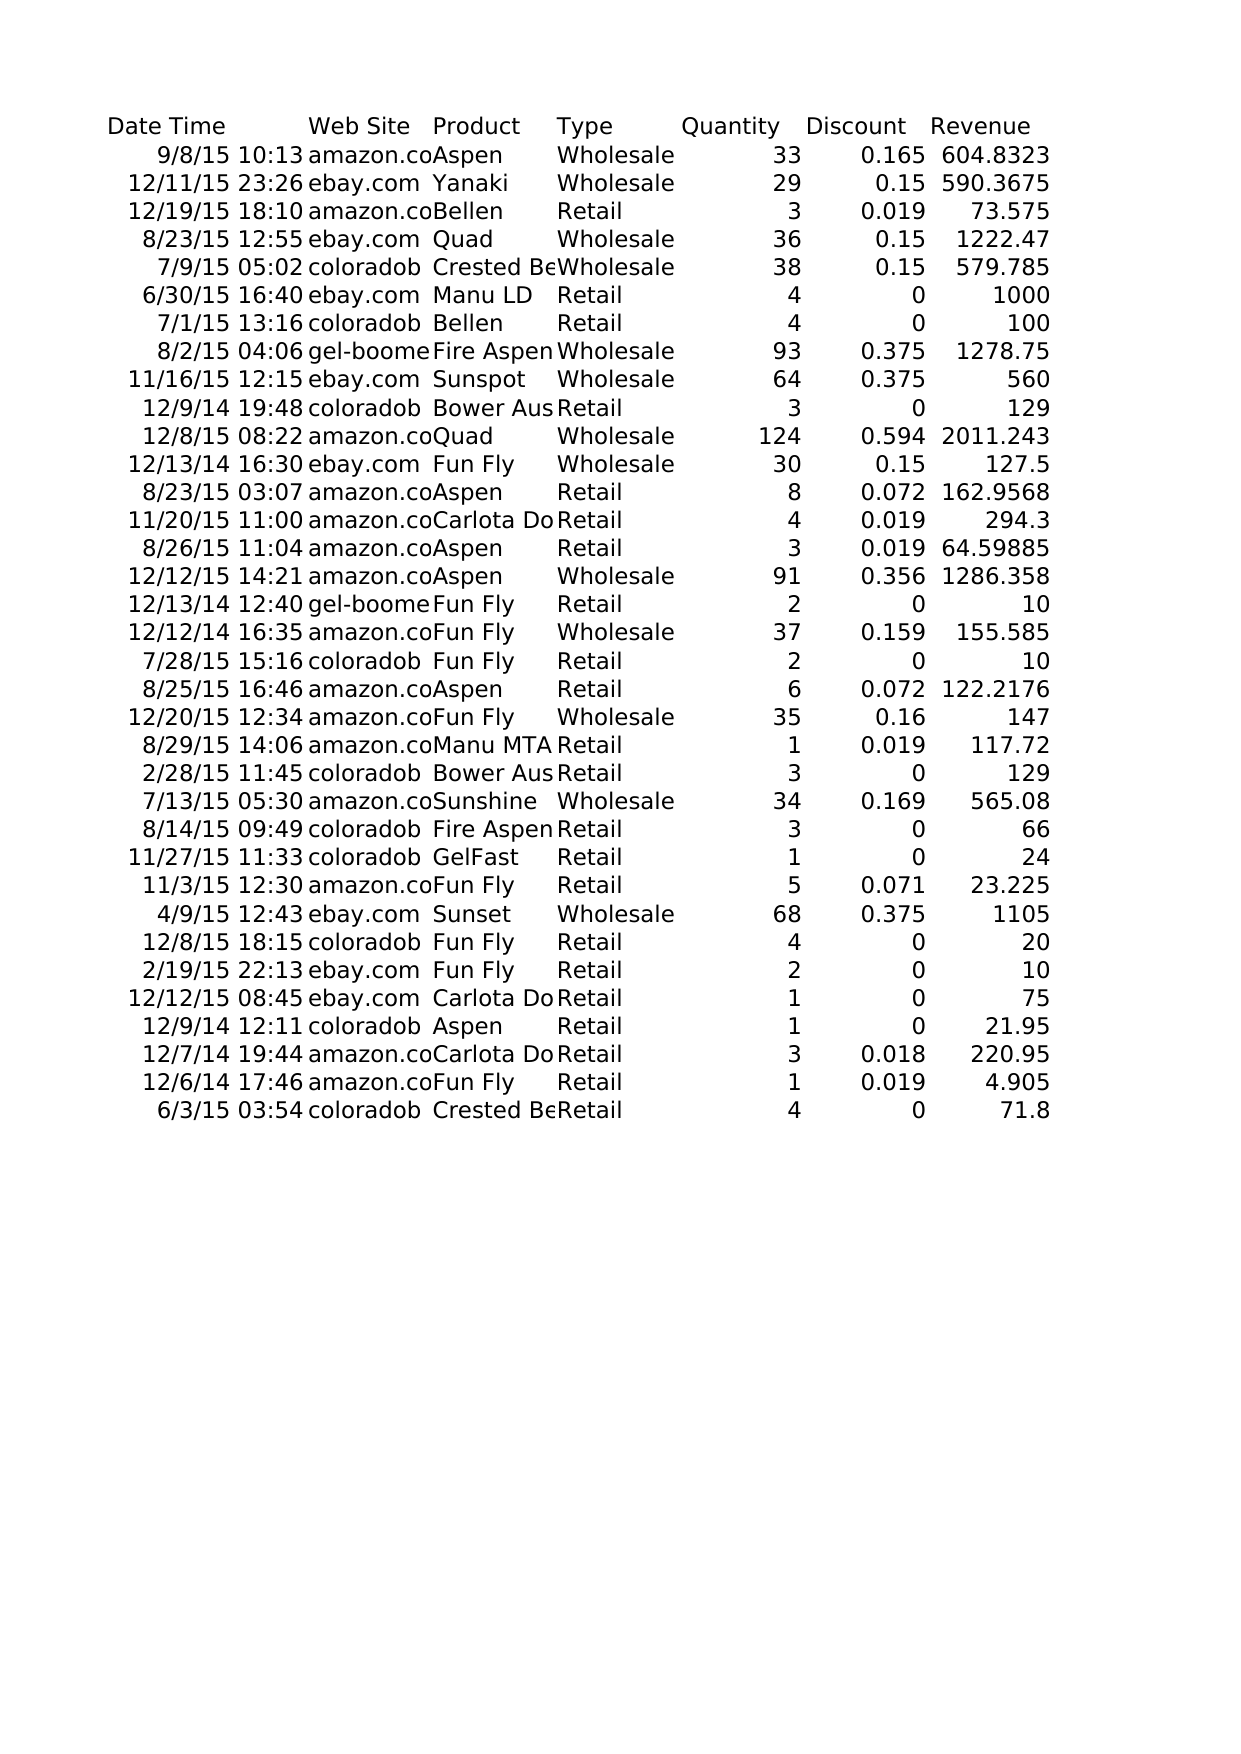 Date Time Web Site Product Type Quantity Discount Revenue
9/8/15 10:13 amazon.co Aspen Wholesale 33 0.165 604.8323
12/11/15 23:26 ebay.com Yanaki Wholesale 29 0.15 590.3675
12/19/15 18:10 amazon.co Bellen Retail 3 0.019 73.575
8/23/15 12:55 ebay.com Quad Wholesale 36 0.15 1222.47
7/9/15 05:02 coloradob Crested Be Wholesale 38 0.15 579.785
6/30/15 16:40 ebay.com Manu LD Retail 4 0 1000
7/1/15 13:16 coloradob Bellen Retail 4 0 100
8/2/15 04:06 gel-boome Fire Aspen Wholesale 93 0.375 1278.75
11/16/15 12:15 ebay.com Sunspot Wholesale 64 0.375 560
12/9/14 19:48 coloradob Bower Aus Retail 3 0 129
12/8/15 08:22 amazon.co Quad Wholesale 124 0.594 2011.243
12/13/14 16:30 ebay.com Fun Fly Wholesale 30 0.15 127.5
8/23/15 03:07 amazon.co Aspen Retail 8 0.072 162.9568
11/20/15 11:00 amazon.co Carlota Do Retail 4 0.019 294.3
8/26/15 11:04 amazon.co Aspen Retail 3 0.019 64.59885
12/12/15 14:21 amazon.co Aspen Wholesale 91 0.356 1286.358
12/13/14 12:40 gel-boome Fun Fly Retail 2 0 10
12/12/14 16:35 amazon.co Fun Fly Wholesale 37 0.159 155.585
7/28/15 15:16 coloradob Fun Fly Retail 2 0 10
8/25/15 16:46 amazon.co Aspen Retail 6 0.072 122.2176
12/20/15 12:34 amazon.co Fun Fly Wholesale 35 0.16 147
8/29/15 14:06 amazon.co Manu MTA Retail 1 0.019 117.72
2/28/15 11:45 coloradob Bower Aus Retail 3 0 129
7/13/15 05:30 amazon.co Sunshine Wholesale 34 0.169 565.08
8/14/15 09:49 coloradob Fire Aspen Retail 3 0 66
11/27/15 11:33 coloradob GelFast Retail 1 0 24
11/3/15 12:30 amazon.co Fun Fly Retail 5 0.071 23.225
4/9/15 12:43 ebay.com Sunset Wholesale 68 0.375 1105
12/8/15 18:15 coloradob Fun Fly Retail 4 0 20
2/19/15 22:13 ebay.com Fun Fly Retail 2 0 10
12/12/15 08:45 ebay.com Carlota Do Retail 1 0 75
12/9/14 12:11 coloradob Aspen Retail 1 0 21.95
12/7/14 19:44 amazon.co Carlota Do Retail 3 0.018 220.95
12/6/14 17:46 amazon.co Fun Fly Retail 1 0.019 4.905
6/3/15 03:54 coloradob Crested Be Retail 4 0 71.8